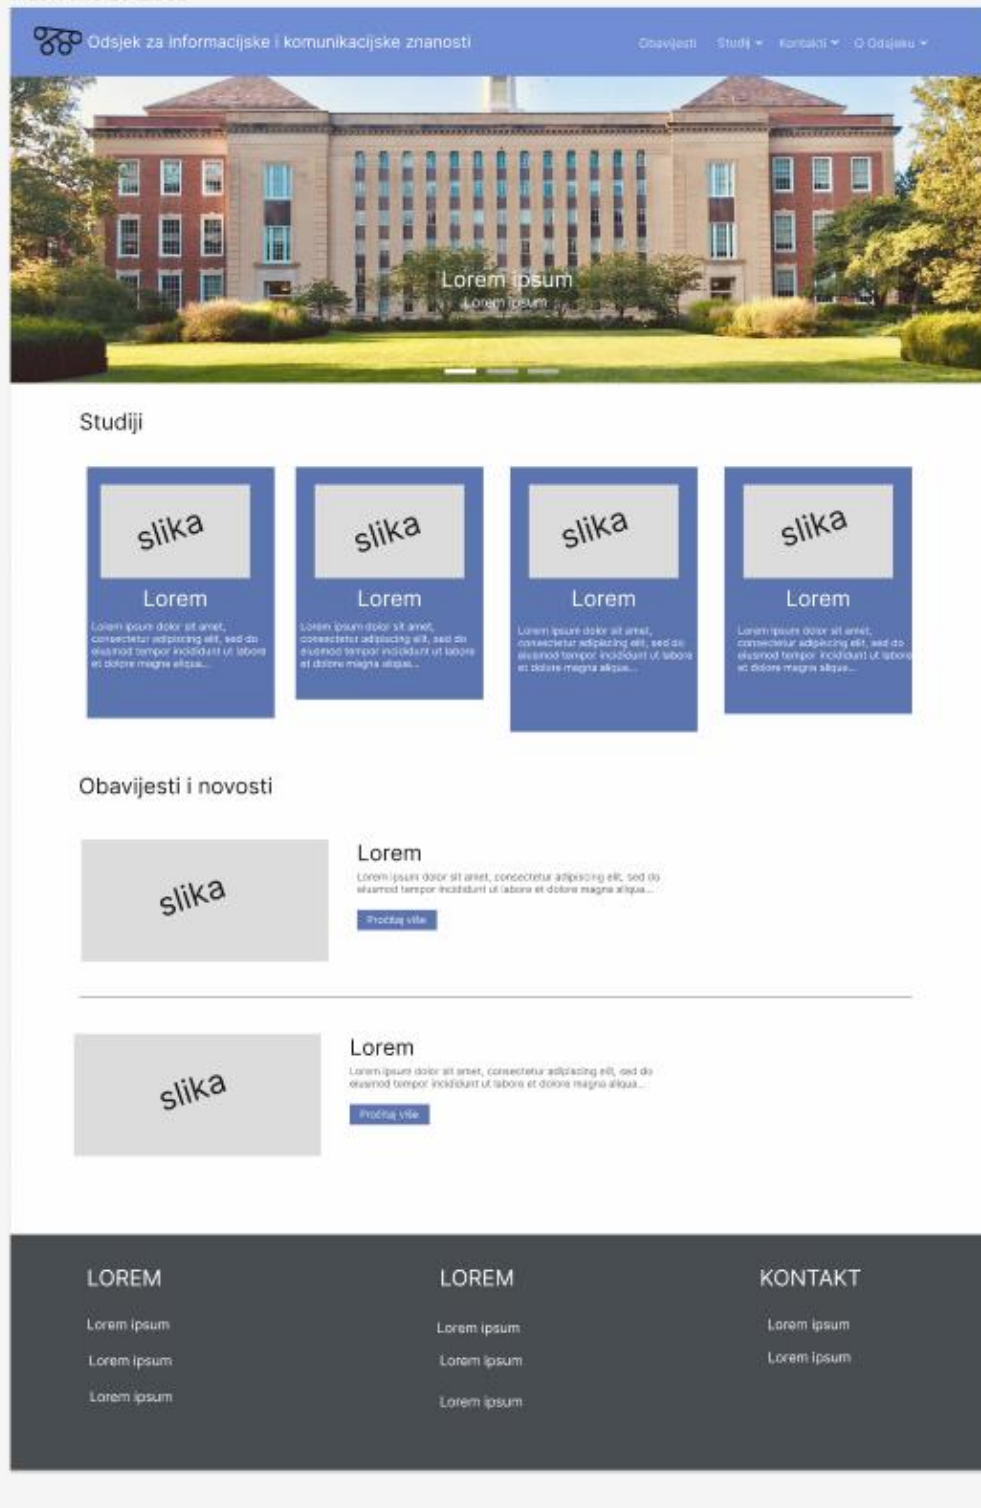 Odsjek za informacijske i komunikacijske znanosti
Obavijesti Studij Kontakti O Odsjeku
Lorem ipsum
Lorem ipsum
Studiji
slika
slika
slika
slika
Lorem
Lorem
Lorem
Lorem
Lorem ipsum dolor sit amet,
consectetur adipiscing elit, sed do
eiusmod tempor incididunt ut labore
et dolore magna aliqua...
Lorem ipsum dolor sit amet,
consectetur adipiscing elit, sed do
eiusmod tempor incididunt ut labore
et dolore magna aliqua...
Lorem ipsum dolor sit amet,
consectetur adipiscing elit, sed do
eiusmod tempor incididunt ut labore
et dolore magna aliqua...
Lorem ipsum dolor sit amet,
consectetur adipiscing elit, sed do
eiusmod tempor incididunt ut labore
et dolore magna aliqua...
Obavijesti i novosti
slika
Lorem
Lorem ipsum dolor sit amet, consectetur adipiscing elit, sed do
eiusmod tempor incididunt ut labore et dolore magna aliqua...
Pročitaj više
slika
Lorem
Lorem ipsum dolor sit amet, consectetur adipiscing elit, sed do
eiusmod tempor incididunt ut labore et dolore magna aliqua...
Pročitaj više
LOREM
Lorem ipsum
Lorem ipsum
Lorem ipsum
LOREM
Lorem ipsum
Lorem ipsum
Lorem ipsum
KONTAKT
Lorem ipsum
Lorem ipsum